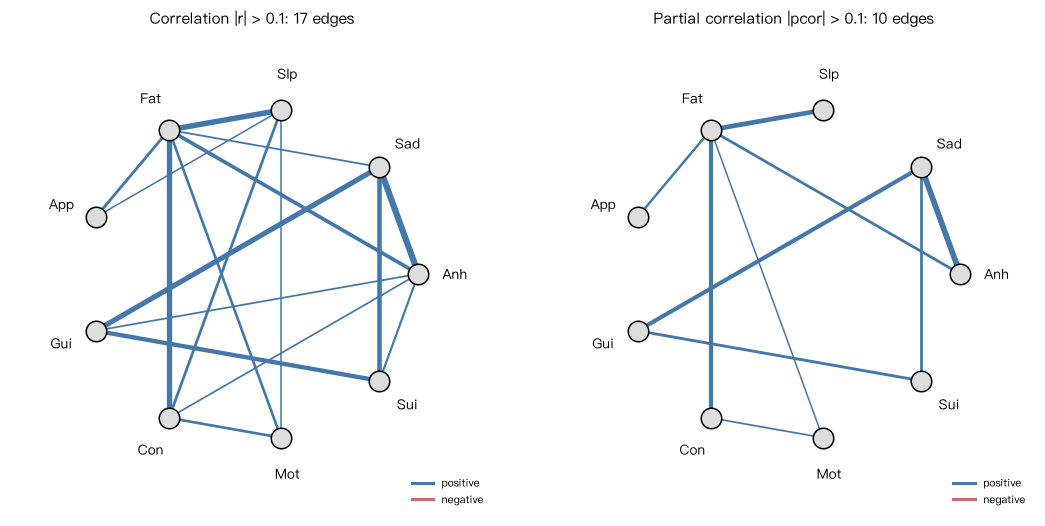 Correlation |r| > 0.1: 17 edges
Slp
Fat
Sad
App
Anh
Gui
Sui
Con
Mot
positive
negative
Partial correlation |pcor| > 0.1: 10 edges
Slp
Fat
Sad
App
Anh
Gui
Sui
Con
Mot
positive
negative